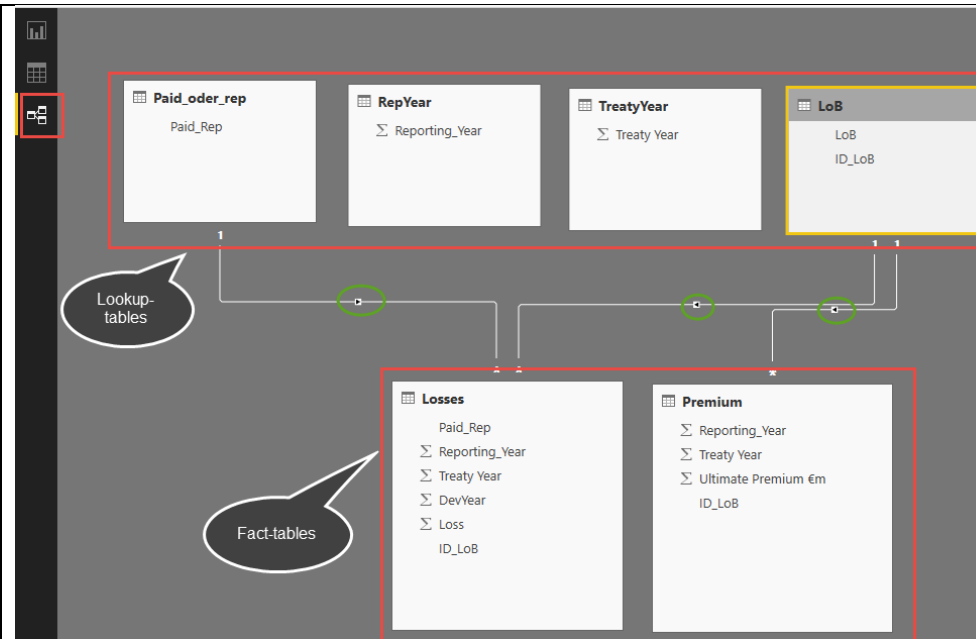 Paid_oder_rep
Paid_Rep
RepYear
Σ Reporting_Year
TreatyYear
Σ Treaty Year
LoB
LoB
ID_LoB
1
1 1
Lookup-
tables
* *
*
Losses
Paid_Rep
Σ Reporting_Year
Σ Treaty Year
Σ DevYear
Σ Loss
ID_LoB
Premium
Σ Reporting_Year
Σ Treaty Year
Σ Ultimate Premium €m
ID_LoB
Fact-tables